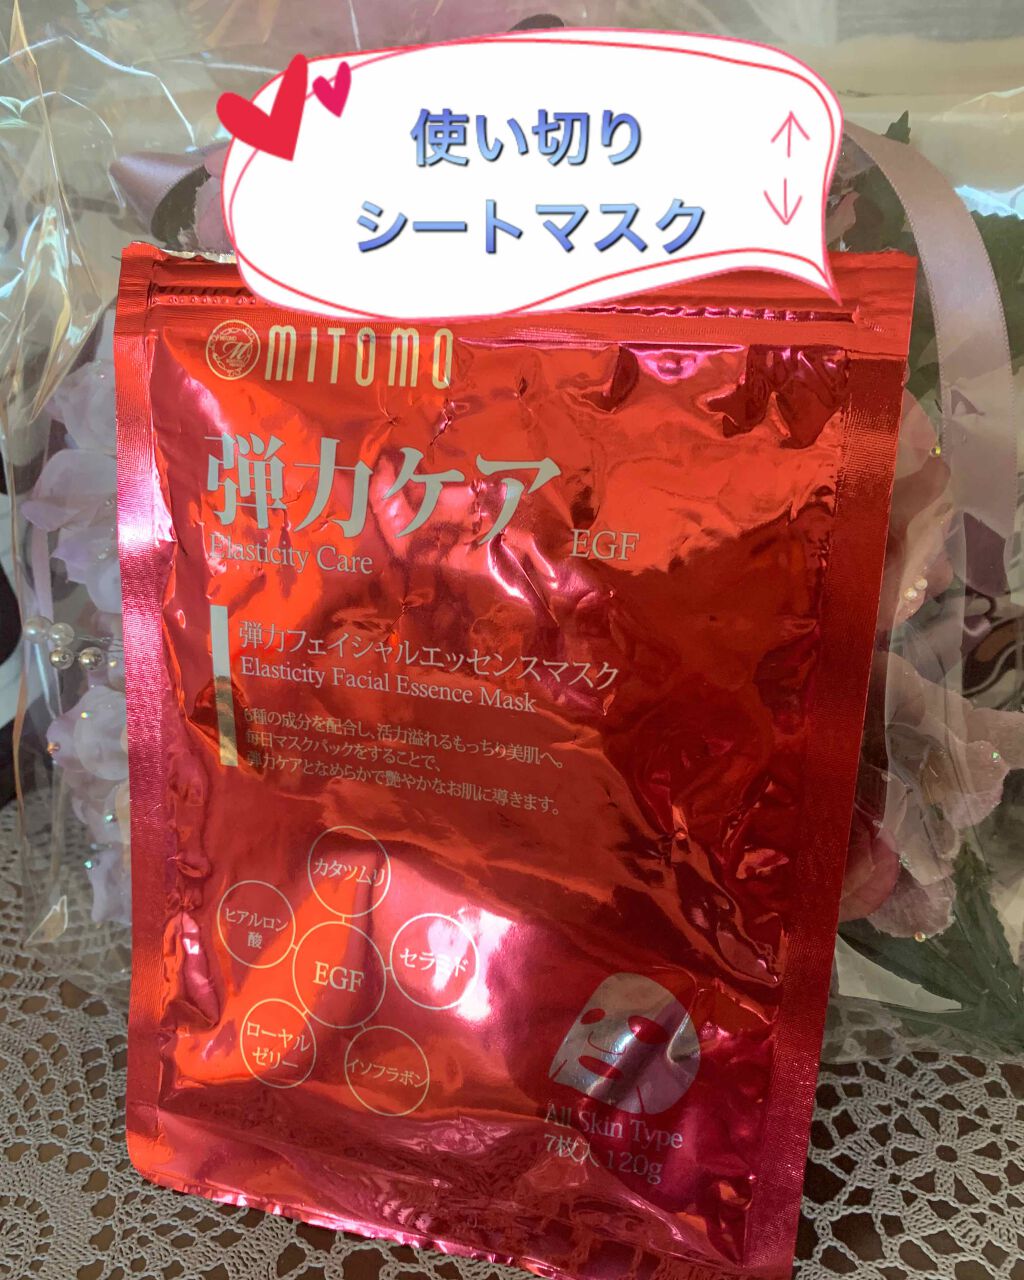 使い切り
シートマスク
MITOMO
弾力ケア
EGF
Elasticity Care
弾力フェイシャルエッセンスマスク
Elasticity Facial Essence Mask
6種の成分を配合し、活力溢れるもっちり美肌へ。
毎日マスクパックをすることで、
弾力ケアとなめらかで艶やかなお肌に導きます。
カタツムリ
ヒアルロン
酸
セラミド
EGF
ローヤル
ゼリー
イソフラボン
All Skin Type
7枚入 120g